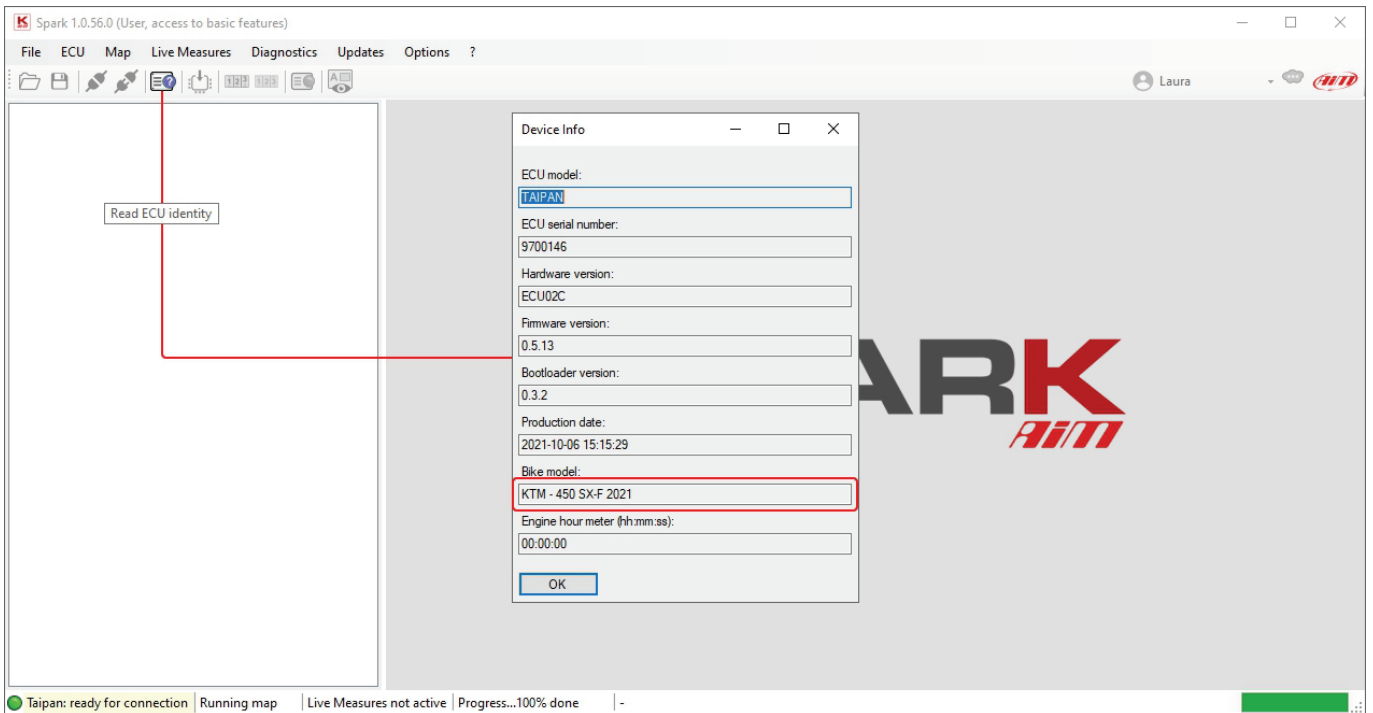 Spark 1.0.56.0 (User, access to basic features)
File ECU Map Live Measures Diagnostics Updates Options ?
Laura
AiM
Device Info
ECU model:
TAIPAN
Read ECU identity
ECU serial number:
9700146
Hardware version:
ECU02C
Firmware version:
0.5.13
Bootloader version:
0.3.2
ARK
AiM
Production date:
2021-10-06 15:15:29
Bike model:
KTM - 450 SX-F 2021
Engine hour meter (hh:mm:ss):
00:00:00
OK
Taipan: ready for connection Running map Live Measures not active Progress...100% done -